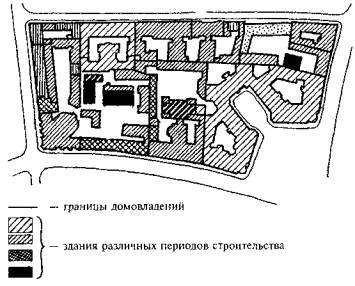 — границы домовладений
— здания различных периодов строительства